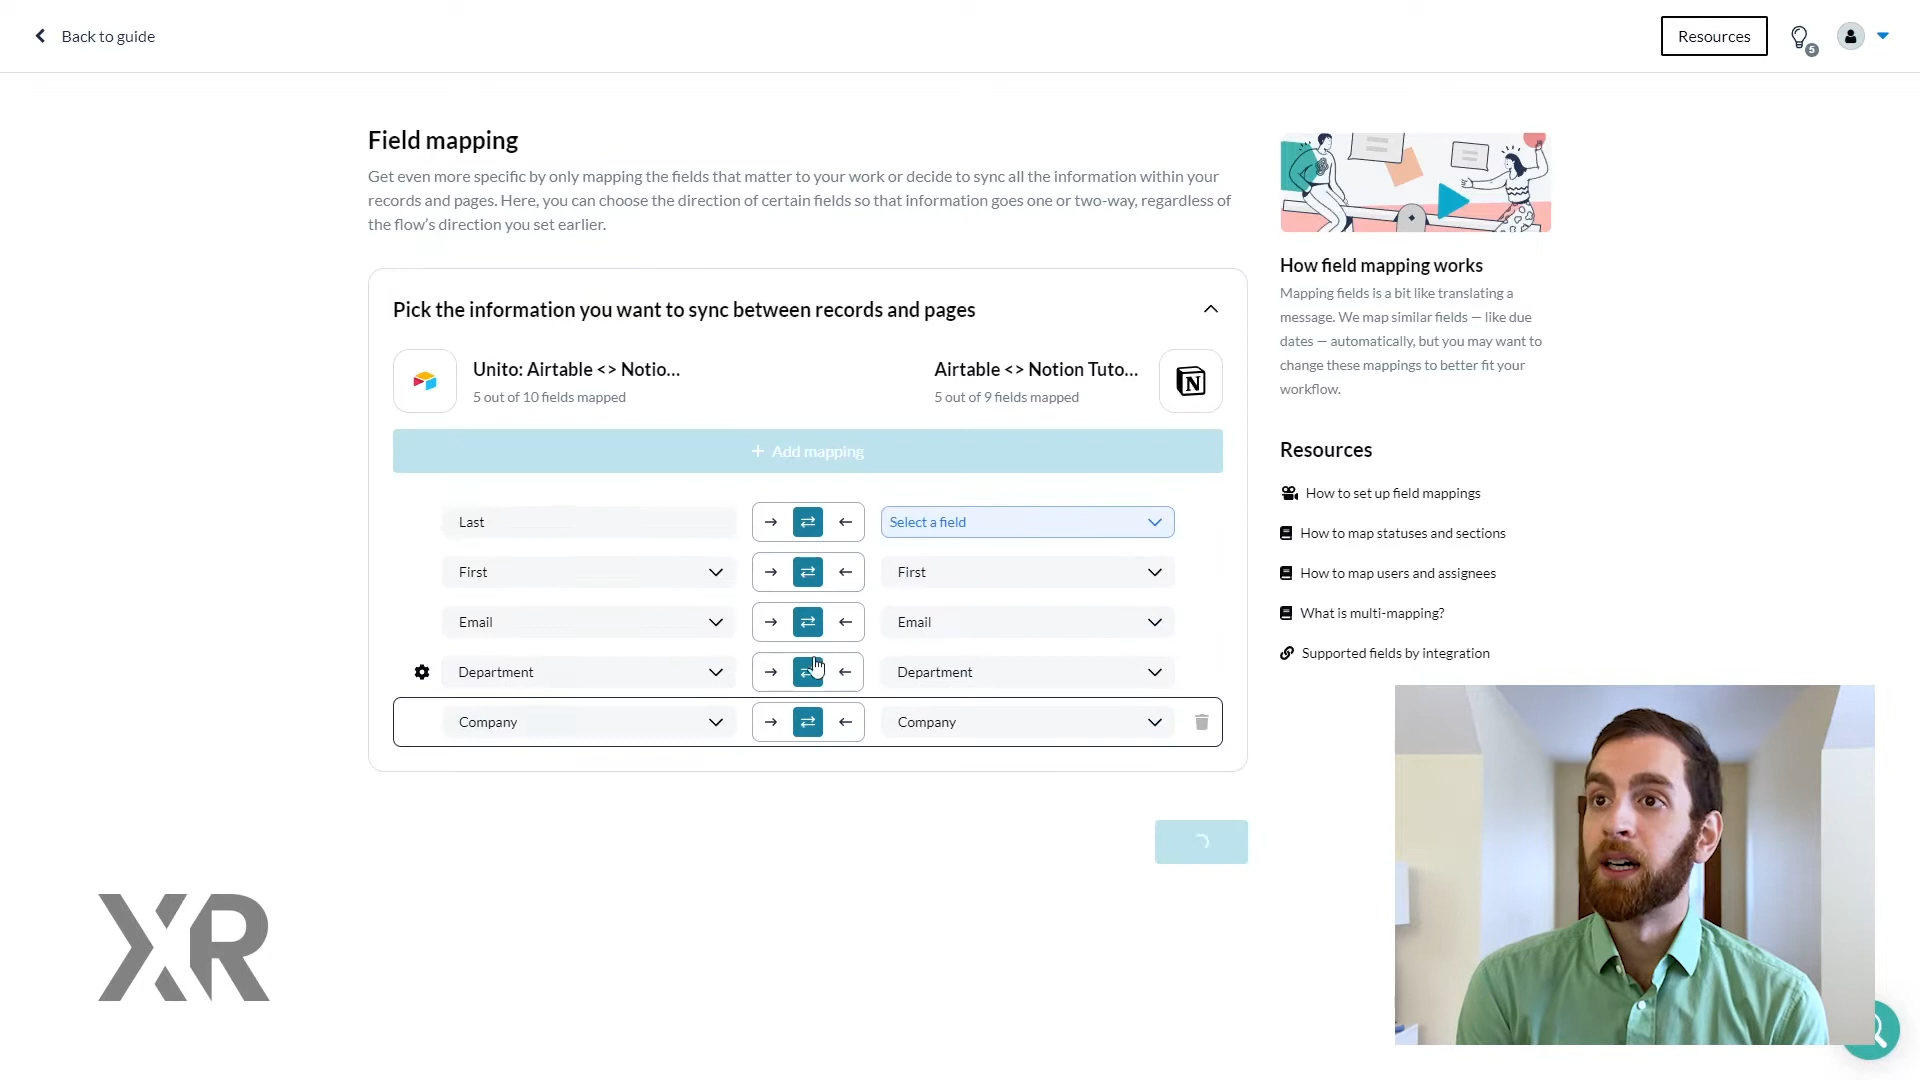 Back to guide
Resources
5
Field mapping
Get even more specific by only mapping the fields that matter to your work or decide to sync all the information within your
records and pages. Here, you can choose the direction of certain fields so that information goes one or two-way, regardless of
the flow’s direction you set earlier.
Pick the information you want to sync between records and pages
Unito: Airtable <> Notio...
5 out of 10 fields mapped
Airtable <> Notion Tuto...
5 out of 9 fields mapped
N
+ Add mapping
Last
Select a field
First
First
Email
Email
Department
Department
Company
Company
How field mapping works
Mapping fields is a bit like translating a
message. We map similar fields — like due
dates — automatically, but you may want to
change these mappings to better fit your
workflow.
Resources
How to set up field mappings
How to map statuses and sections
How to map users and assignees
What is multi-mapping?
Supported fields by integration
XR